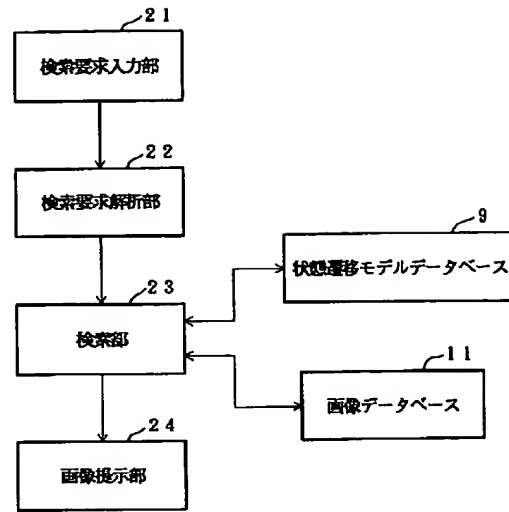 21
検索要求入力部
22
検索要求解析部
9
状態遷移モデルデータベース
23
検索部
11
画像データベース
24
画像提示部